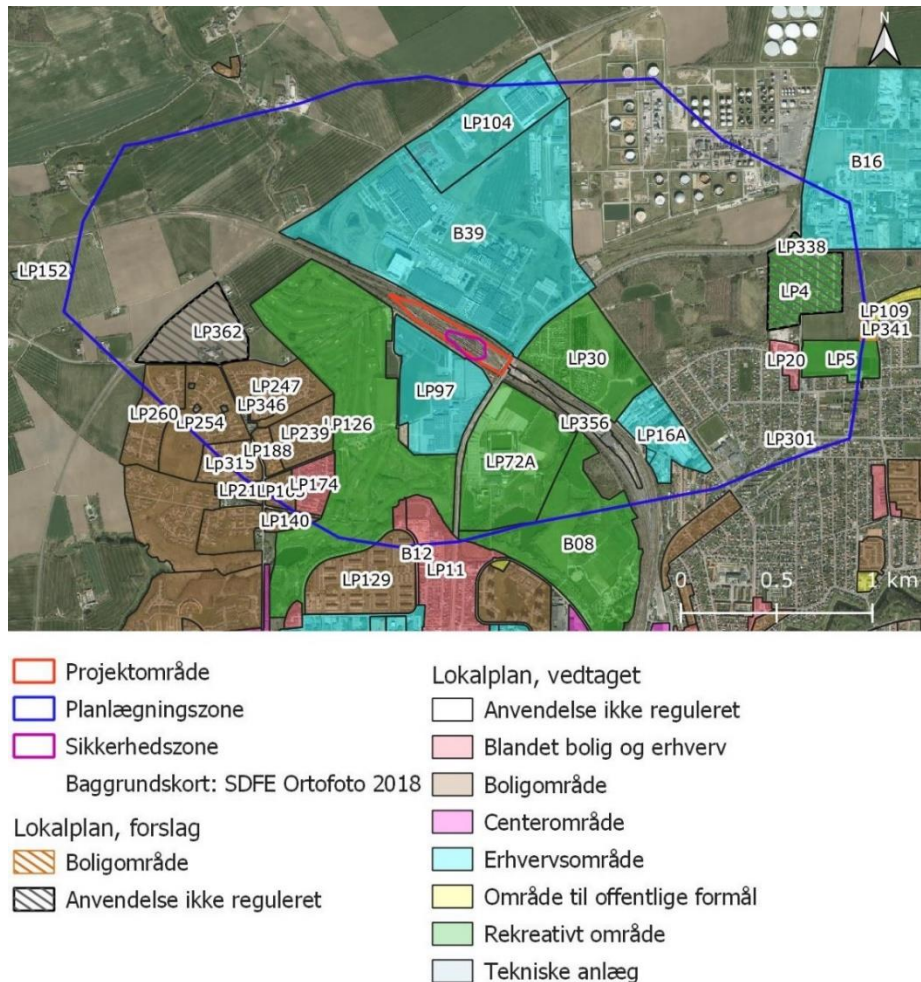 N
LP104
B16
B39
LP338
LP152
LP4
LP109
LP362
LP341
LP30
LP20
LP5
LP247
LP97
LP260
LP346
LP254
LP239
LP126
LP356
LP16A
LP188
LP301
Lp315
LP72A
LP174
LP140
B12
B08
LP129
LP11
0 0.5 1 km
Projektområde
Planlægningszone
Sikkerhedszone
Baggrundskort: SDFE Ortofoto 2018
Lokalplan, forslag
Boligområde
Anvendelse ikke reguleret
Lokalplan, vedtaget
Anvendelse ikke reguleret
Blandet bolig og erhverv
Boligområde
Centerområde
Erhvervsområde
Område til offentlige formål
Rekreativt område
Tekniske anlæg